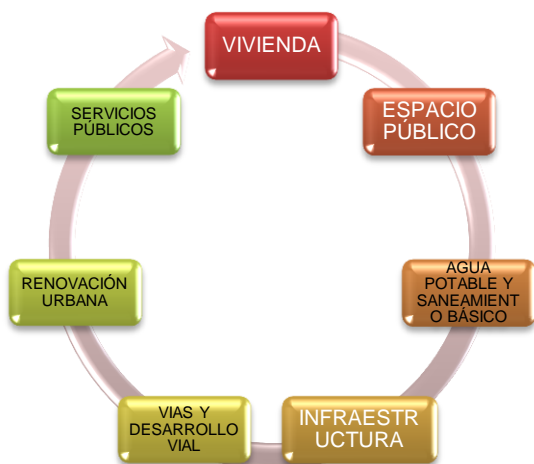 VIVIENDA
ESPACIO
PÚBLICO
AGUA
POTABLE Y
SANEAMIENT
O BÁSICO
INFRAESTR
UCTURA
VIAS Y
DESARROLLO
VIAL
RENOVACIÓN
URBANA
SERVICIOS
PÚBLICOS